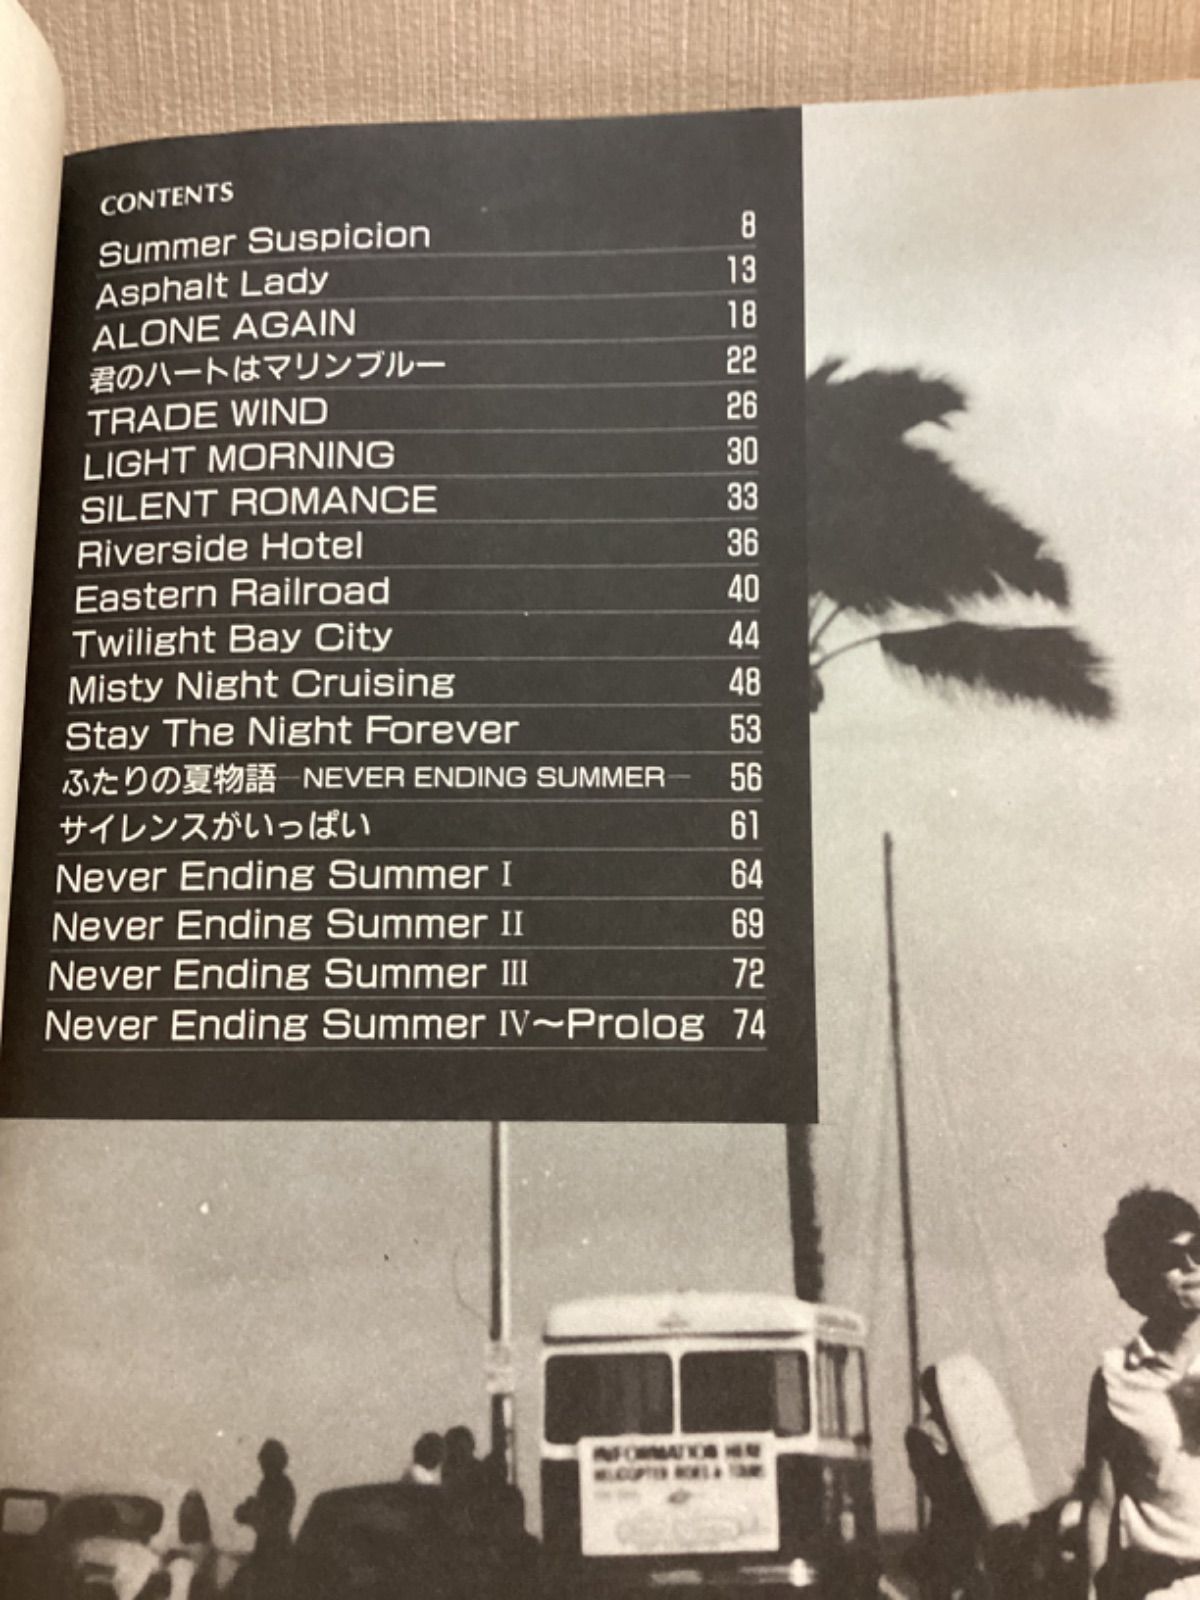 CONTENTS
Summer Suspicion 8
Asphalt Lady 13
ALONE AGAIN 18
君のハートはマリンブルー 22
TRADE WIND 26
LIGHT MORNING 30
SILENT ROMANCE 33
Riverside Hotel 36
Eastern Railroad 40
Twilight Bay City 44
Misty Night Cruising 48
Stay The Night Forever 53
ふたりの夏物語—NEVER ENDING SUMMER— 56
サイレンスがいっぱい 61
Never Ending Summer I 64
Never Ending Summer II 69
Never Ending Summer III 72
Never Ending Summer IV〜Prolog 74
INFORMATION HERE
HELICOPTER RIDES & TOURS